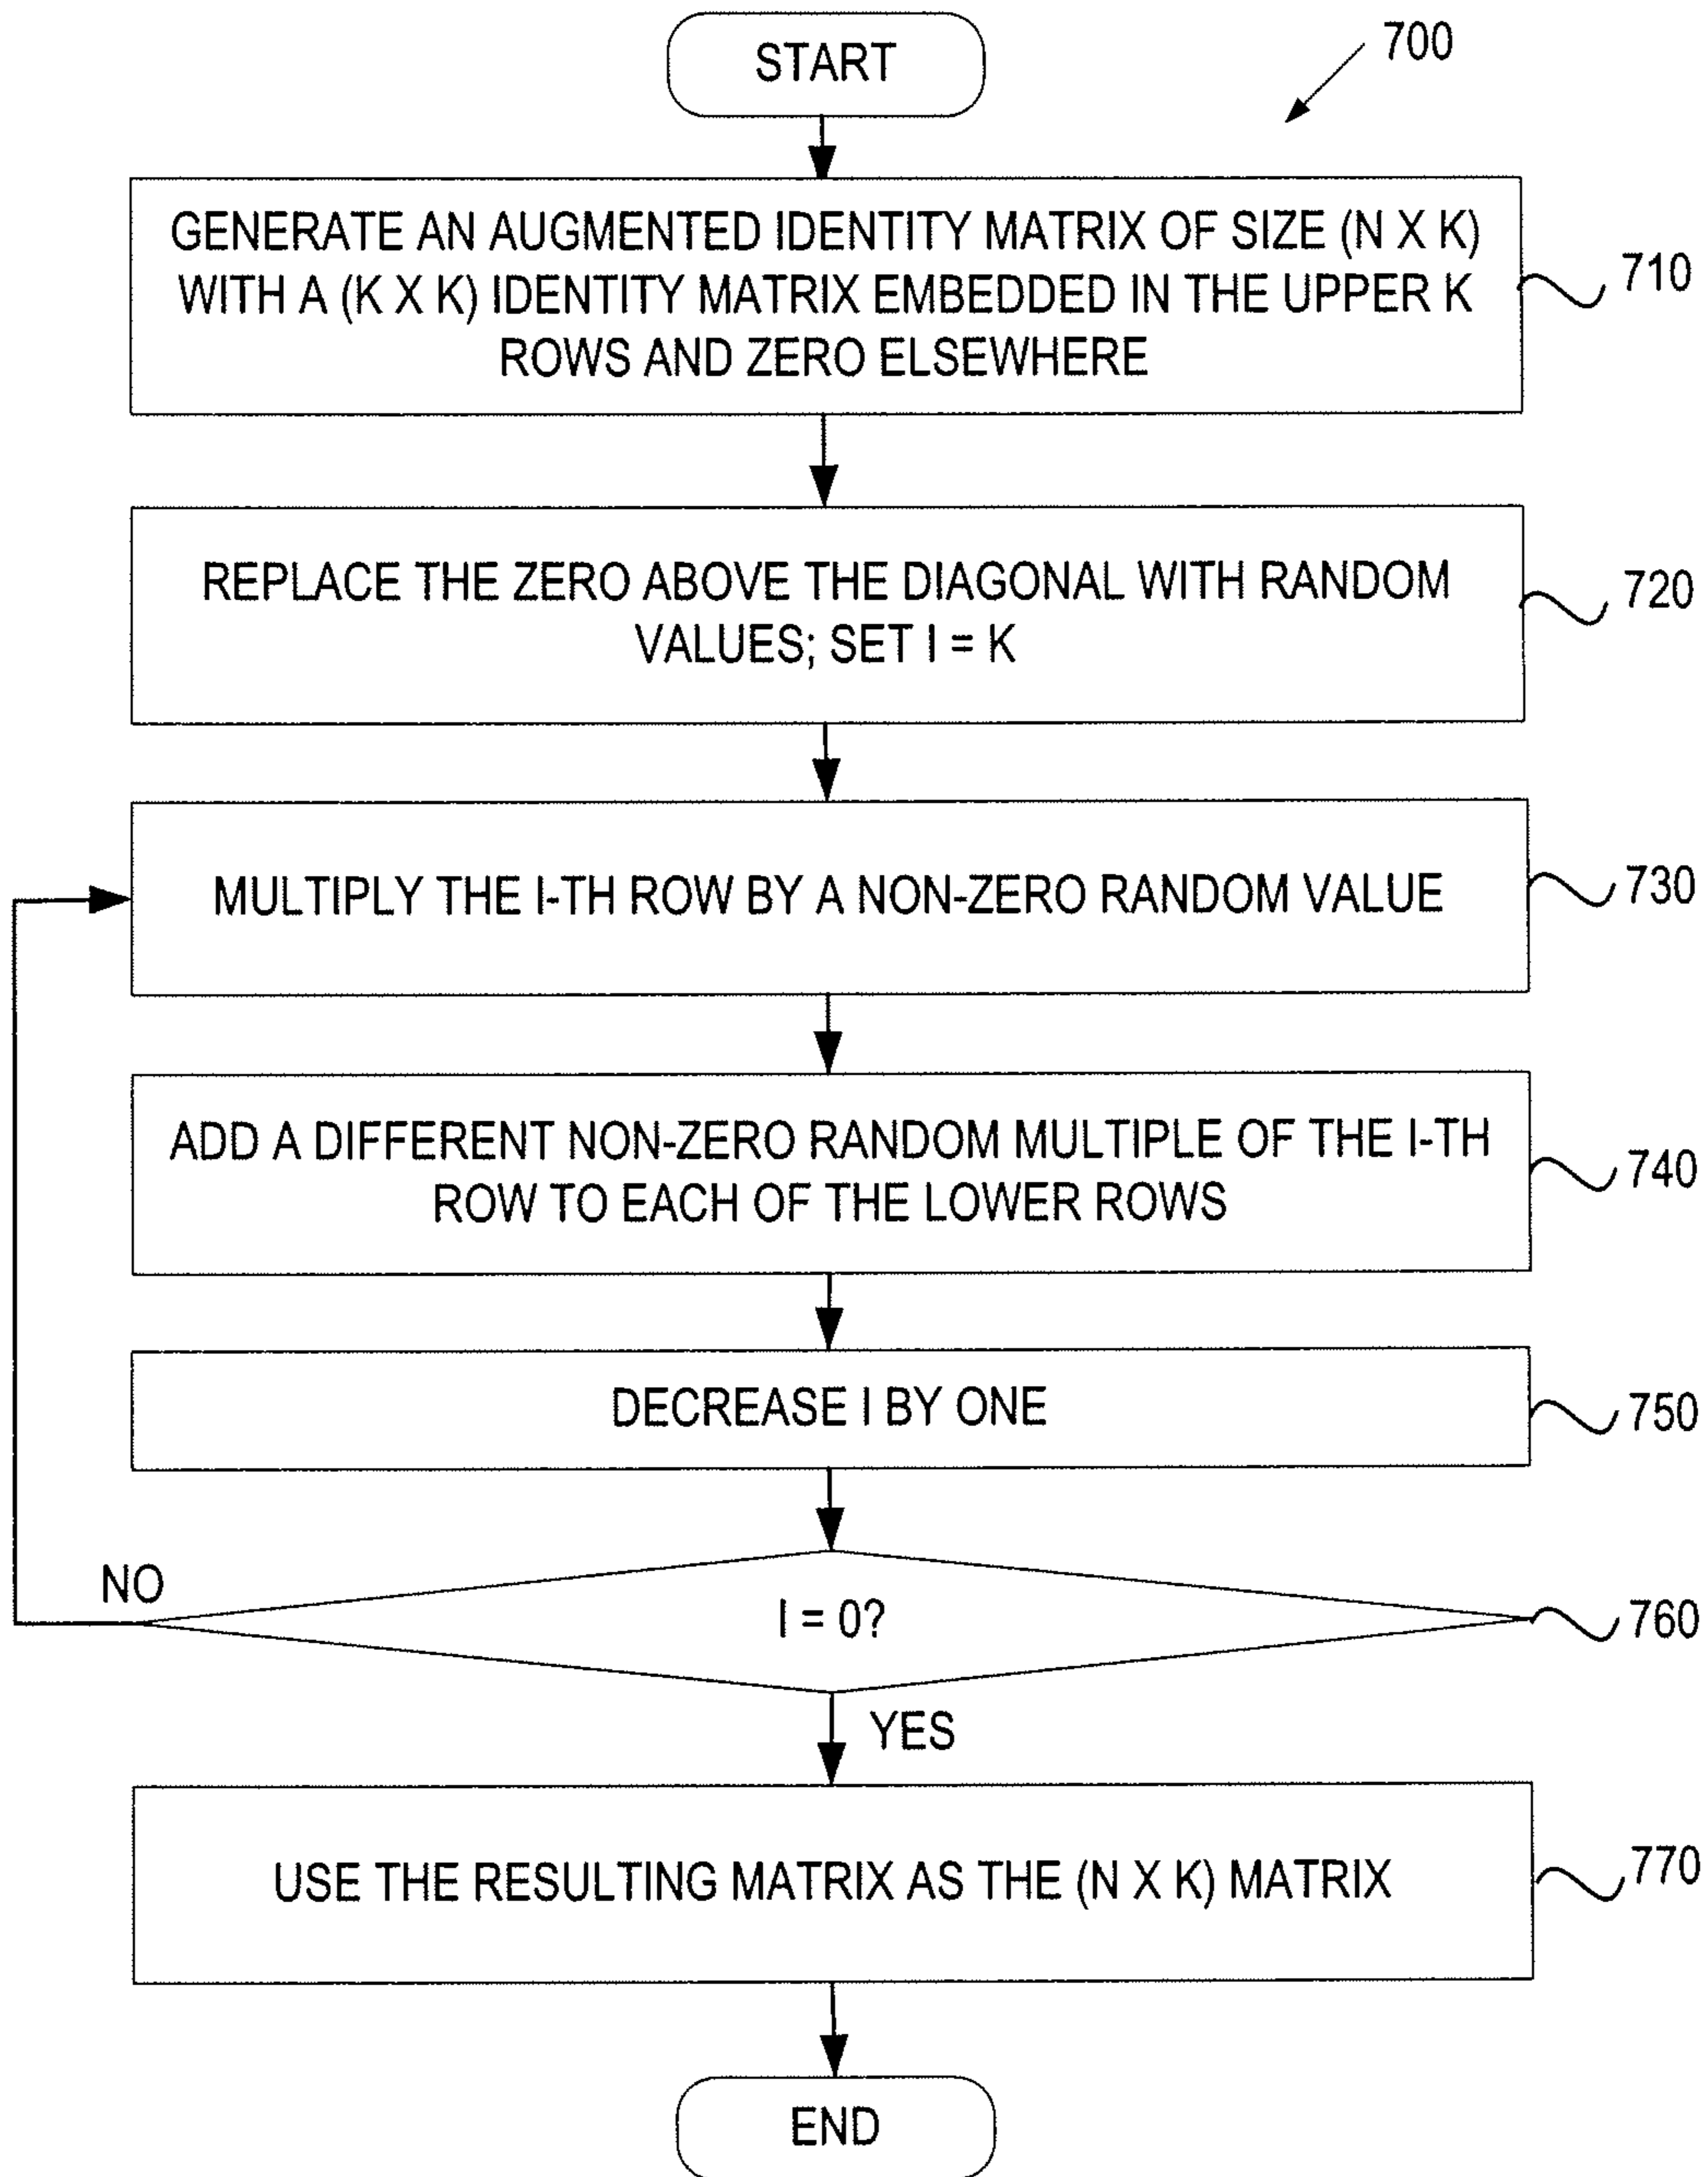 START
700
GENERATE AN AUGMENTED IDENTITY MATRIX OF SIZE (N X K)
WITH A (K X K) IDENTITY MATRIX EMBEDDED IN THE UPPER K
ROWS AND ZERO ELSEWHERE
710
REPLACE THE ZERO ABOVE THE DIAGONAL WITH RANDOM
VALUES; SET I = K
720
MULTIPLY THE I-TH ROW BY A NON-ZERO RANDOM VALUE
730
ADD A DIFFERENT NON-ZERO RANDOM MULTIPLE OF THE I-TH
ROW TO EACH OF THE LOWER ROWS
740
DECREASE I BY ONE
750
NO
I = 0?
760
YES
USE THE RESULTING MATRIX AS THE (N X K) MATRIX
770
END